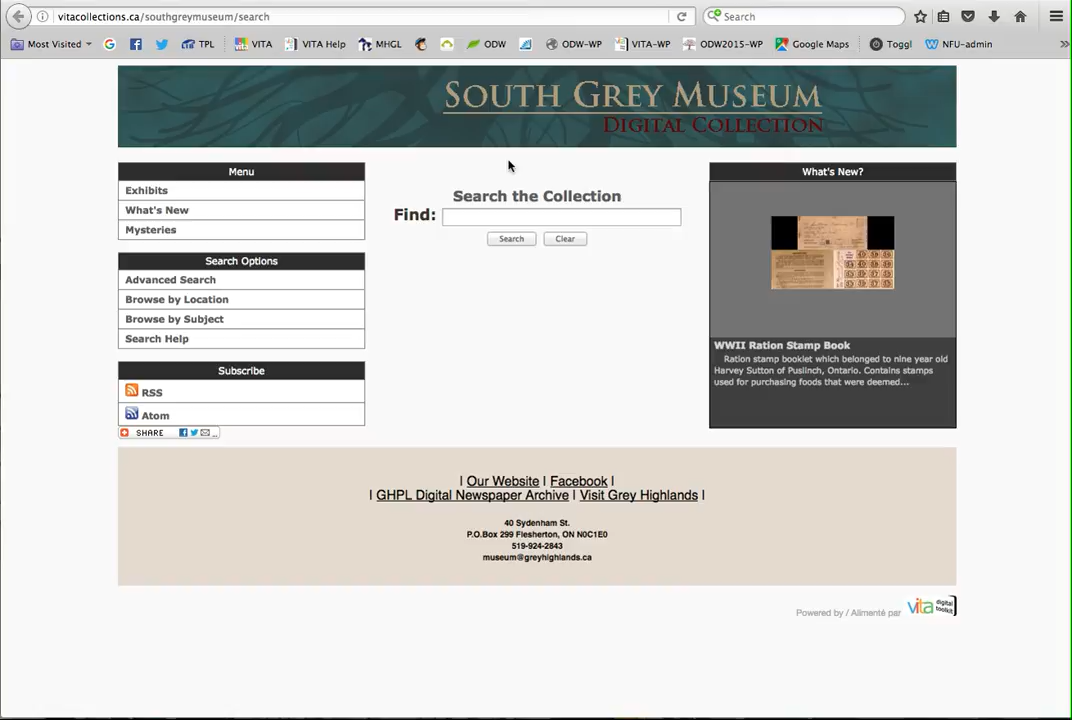 vitacollections.ca/southgreymuseum/search
Search
Most Visited
TPL
VITA
VITA Help
MHGL
ODW
ODW-WP
VITA-WP
ODW2015-WP
Google Maps
Toggl
NFU-admin
SOUTH GREY MUSEUM
DIGITAL COLLECTION
Menu
Exhibits
What's New
Mysteries
Search Options
Advanced Search
Browse by Location
Browse by Subject
Search Help
Subscribe
RSS
Atom
SHARE
Search the Collection
Find:
Search Clear
What's New?
WWII Ration Stamp Book
Ration stamp booklet which belonged to nine year old
Harvey Sutton of Puslinch, Ontario. Contains stamps
used for purchasing foods that were deemed...
| Our Website | Facebook |
| GHPL Digital Newspaper Archive | Visit Grey Highlands |
40 Sydenham St.
P.O.Box 299 Flesherton, ON N0C1E0
519-924-2843
museum@greyhighlands.ca
Powered by / Alimenté par
vita digital toolkit